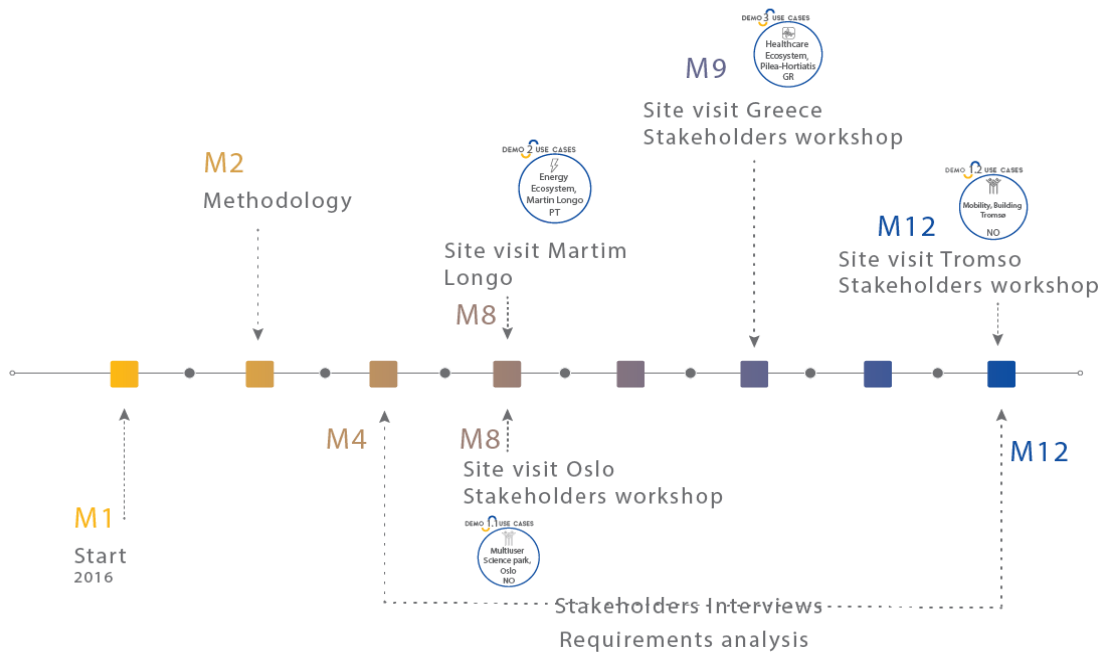 DEMO 3 USE CASES
Healthcare
Ecosystem,
Pilea-Hortiatis
GR
M9
Site visit Greece
Stakeholders workshop
M2
Methodology
DEMO 2 USE CASES
Energy
Ecosystem,
Martin Longo
PT
Site visit Martim
Longo
M8
DEMO 1.2 USE CASES
Mobility, Building
Tromsø
NO
M12
Site visit Tromso
Stakeholders workshop
M1
Start
2016
M4
M8
Site visit Oslo
Stakeholders workshop
DEMO 1.1 USE CASES
Multiuser
Science park,
Oslo
NO
M12
Stakeholders Interviews
Requirements analysis